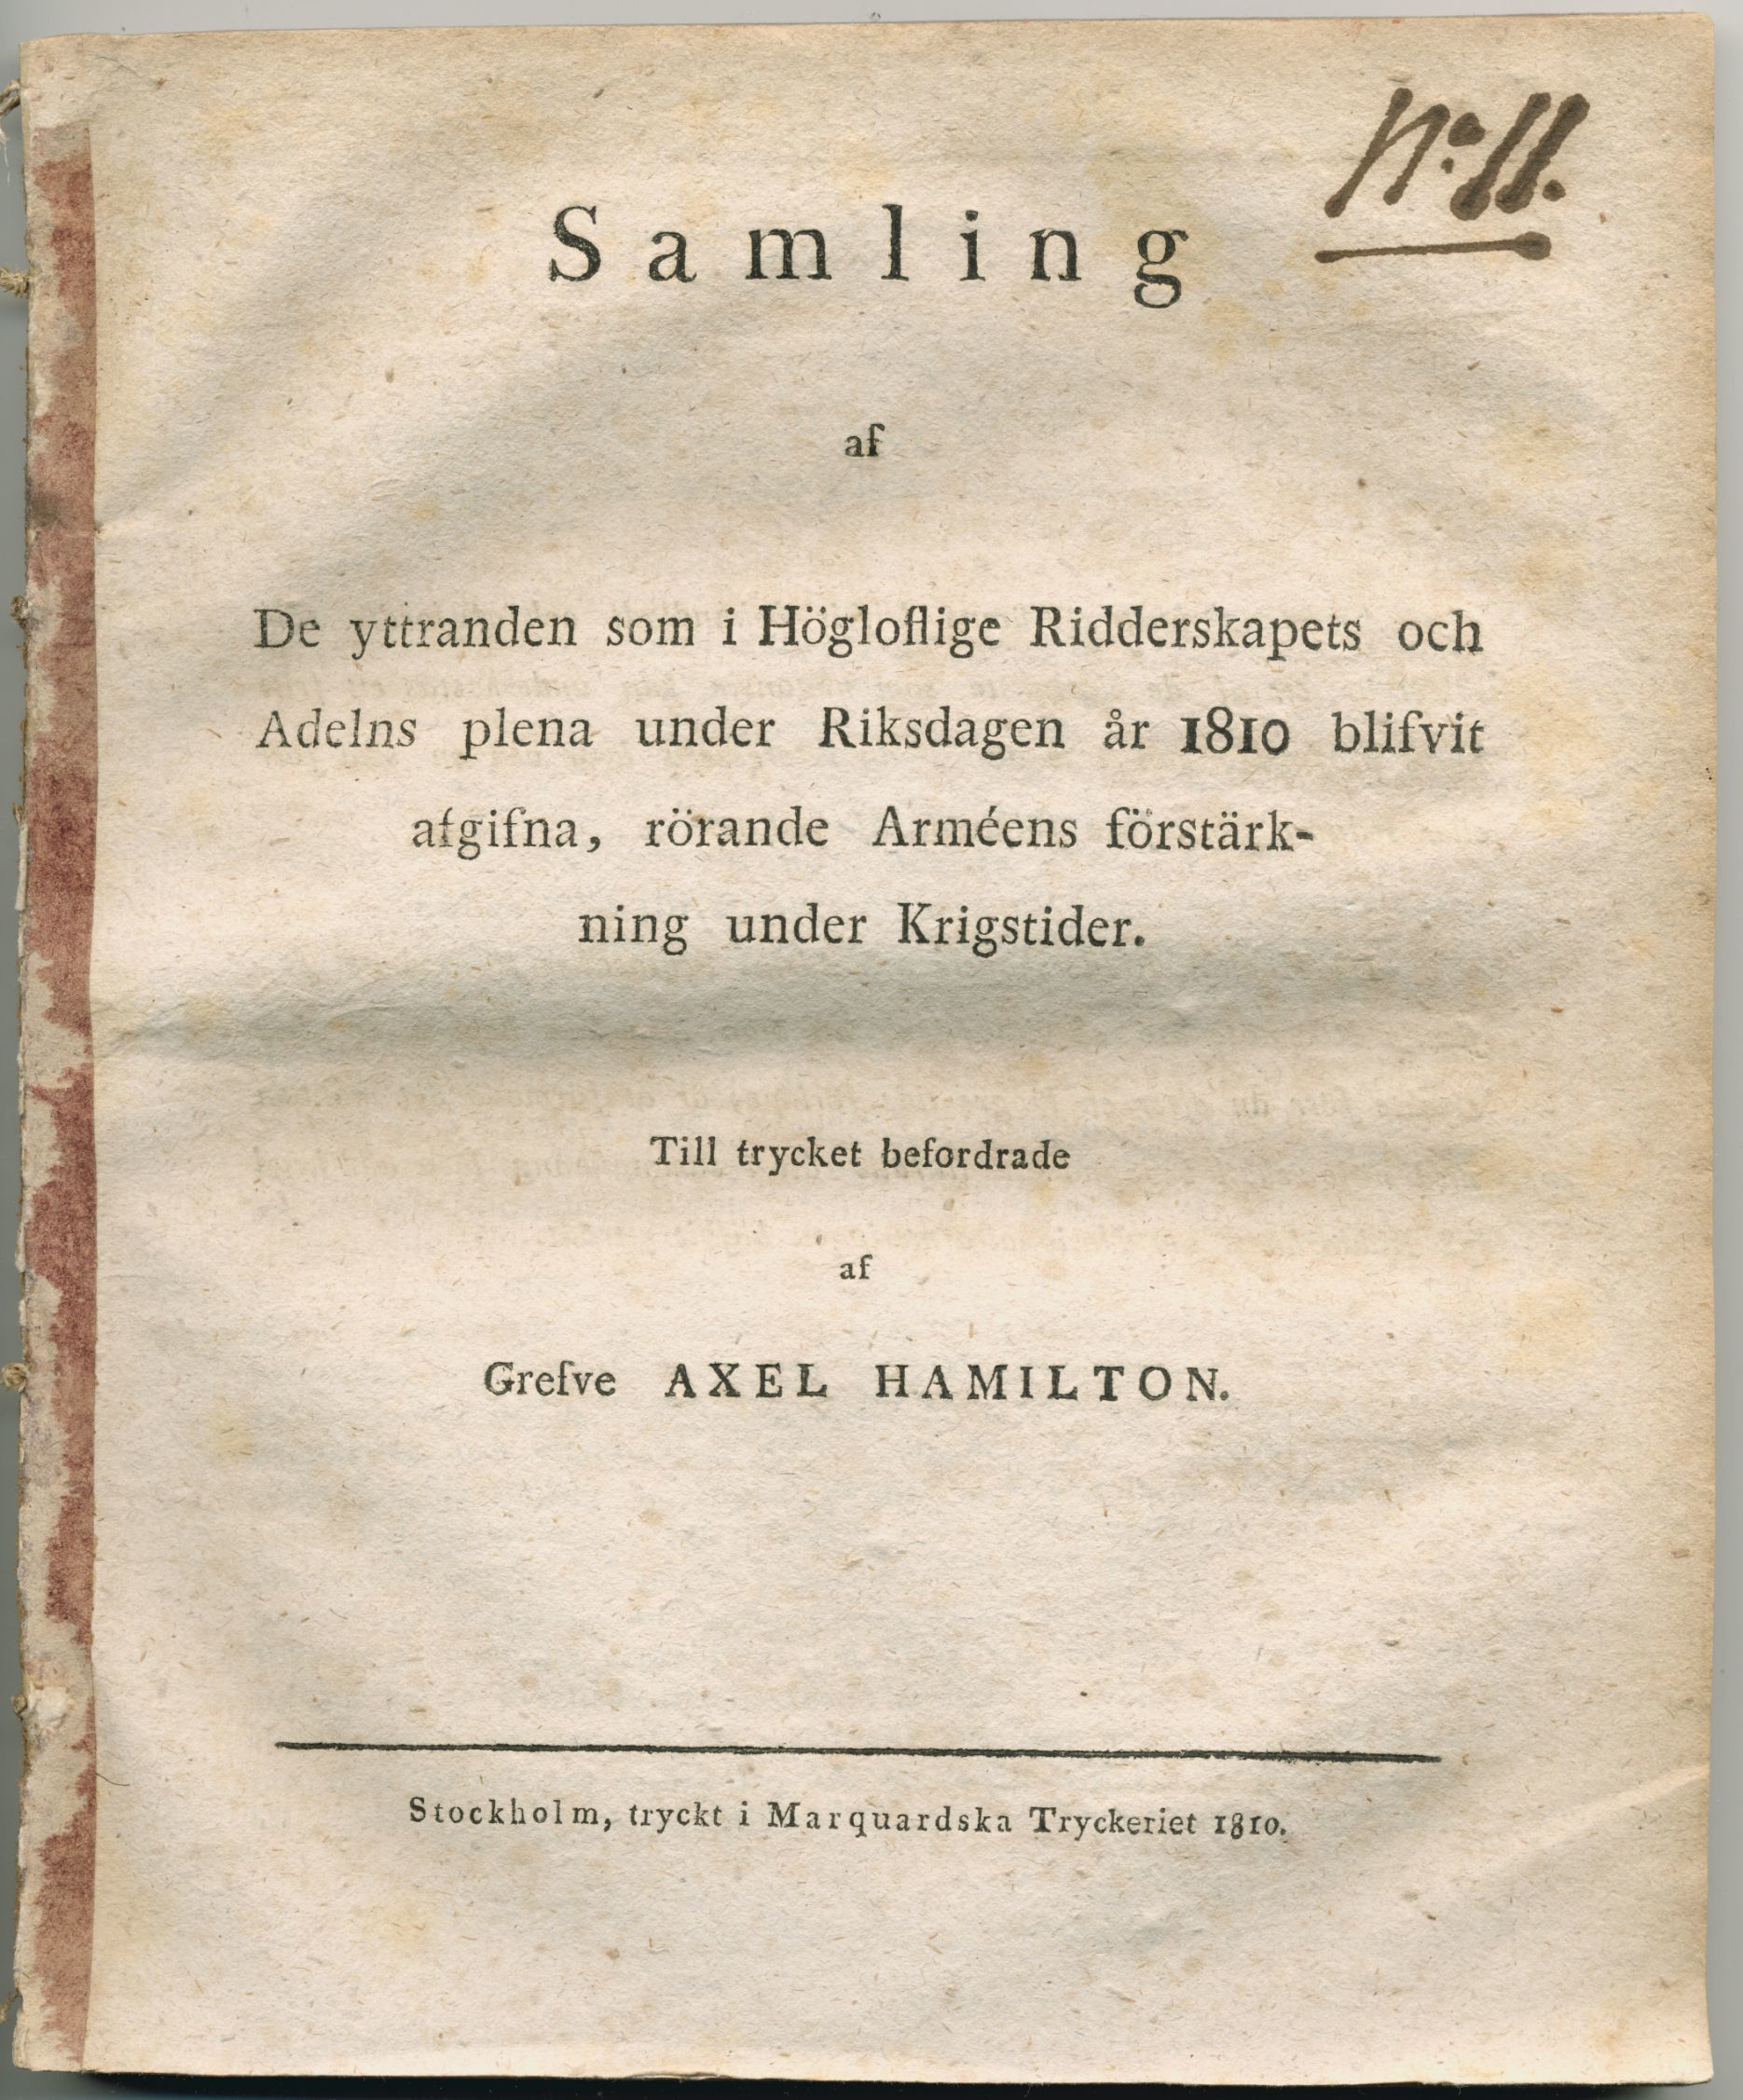 N:o 11.
Samling
af
De yttranden som i Högloflige Ridderskapets och
Adelns plena under Riksdagen år 1810 blifvit
afgifna, rörande Arméens förstärk-
ning under Krigstider.
Till trycket befordrade
af
Grefve AXEL HAMILTON.
Stockholm, tryckt i Marquardska Tryckeriet 1810.